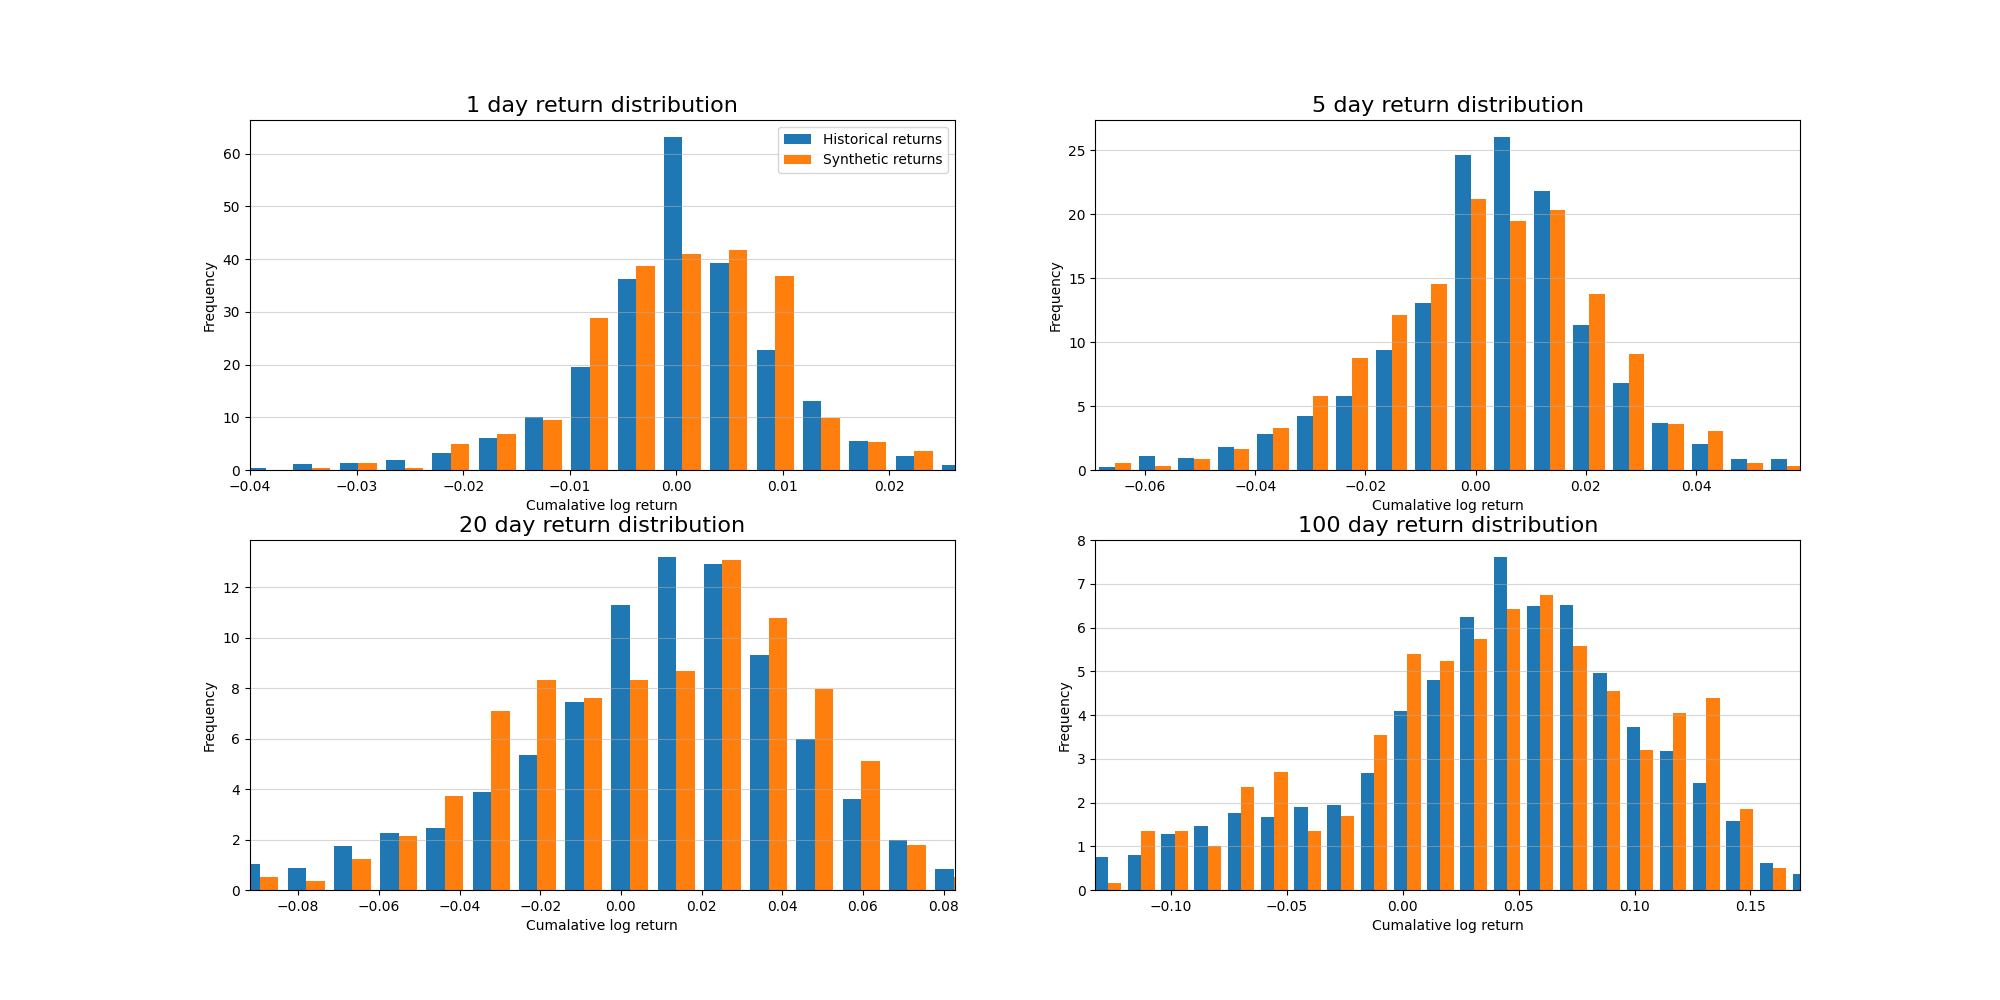 1 day return distribution
60
50
40
30
20
10
0
Frequency
Historical returns
Synthetic returns
−0.04 −0.03 −0.02 −0.01 0.00 0.01 0.02
Cumalative log return
5 day return distribution
25
20
15
10
5
0
Frequency
−0.06 −0.04 −0.02 0.00 0.02 0.04
Cumalative log return
20 day return distribution
12
10
8
6
4
2
0
Frequency
−0.08 −0.06 −0.04 −0.02 0.00 0.02 0.04 0.06 0.08
Cumalative log return
100 day return distribution
8
7
6
5
4
3
2
1
0
Frequency
−0.10 −0.05 0.00 0.05 0.10 0.15
Cumalative log return